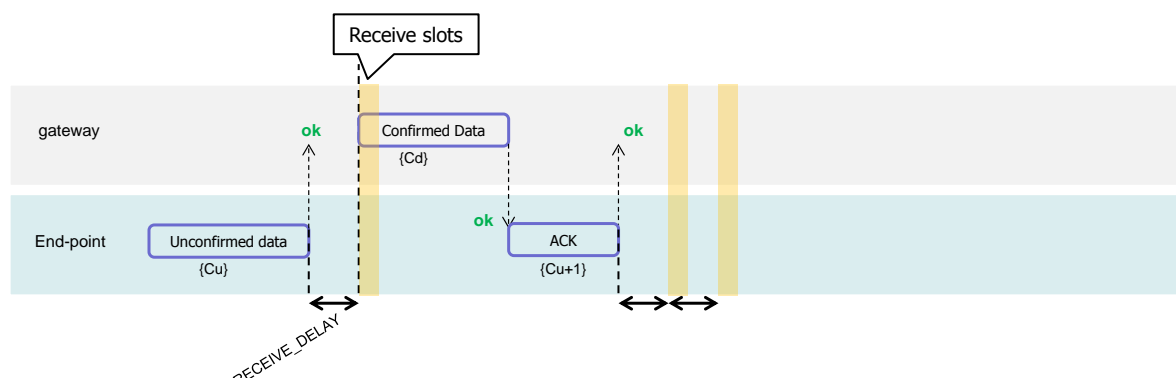 Receive slots
gateway
ok
Confirmed Data
ok
{Cd}
ok
End-point
Unconfirmed data
ACK
{Cu}
{Cu+1}
RECEIVE_DELAY